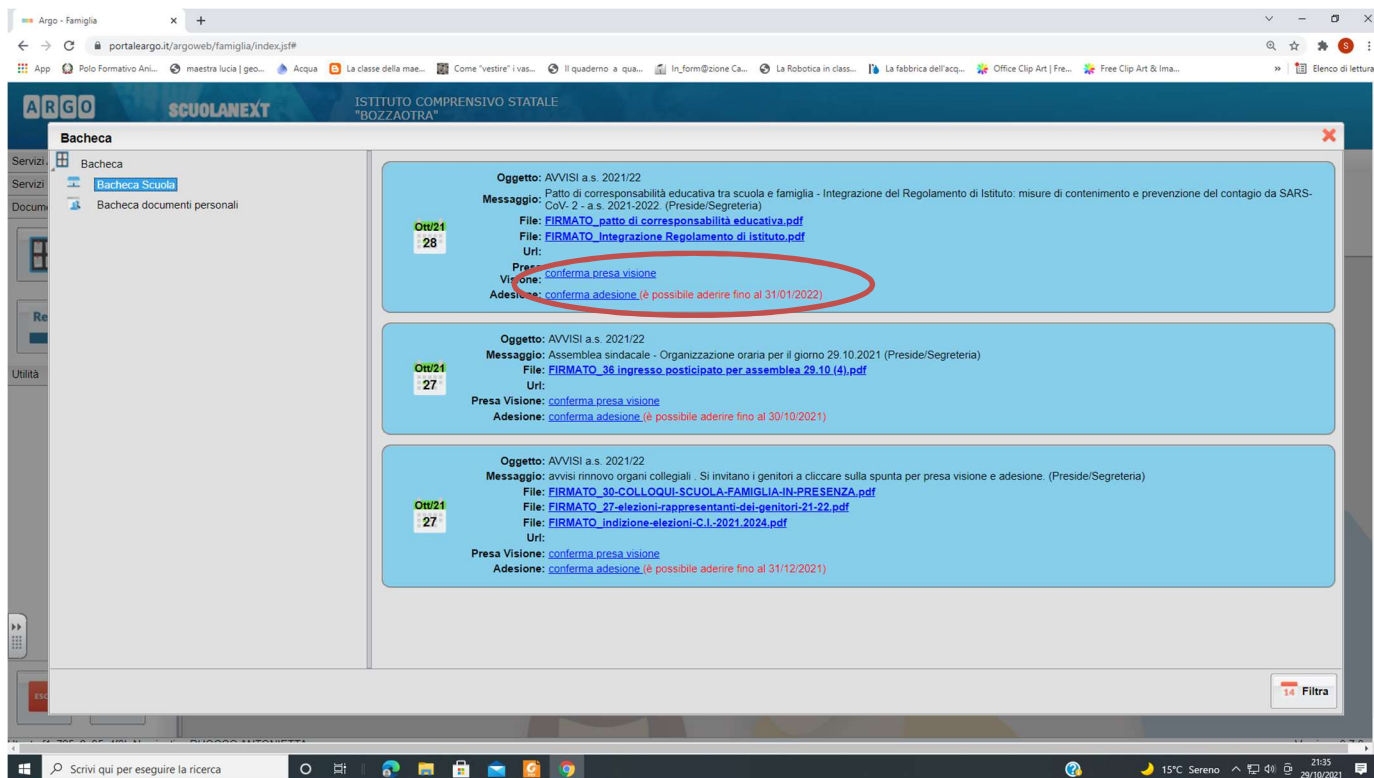 Argo - Famiglia
portaleargo.it/argoweb/famiglia/index.jsf#
App Polo Formativo Ani... maestra lucia | geo... Acqua La classe della mae... Come "vestire" i vas... Il quaderno a qua... In_form@zione Ca... La Robotica in class... La fabbrica dell'acq... Office Clip Art | Fre... Free Clip Art & Ima... » Elenco di lettura
ARGO SCUOLANEXT ISTITUTO COMPRENSIVO STATALE
"BOZZAOTRA"
Bacheca
Servizi
Servizi
Docum
Re
Utilità
Bacheca
Bacheca Scuola
Bacheca documenti personali
Ott/21
28
Oggetto: AVVISI a.s. 2021/22
Messaggio: Patto di corresponsabilità educativa tra scuola e famiglia - Integrazione del Regolamento di Istituto: misure di contenimento e prevenzione del contagio da SARS-
CoV- 2 - a.s. 2021-2022. (Preside/Segreteria)
File: FIRMATO_patto di corresponsabilità educativa.pdf
File: FIRMATO_Integrazione Regolamento di istituto.pdf
Url:
Presa
Visione: conferma presa visione
Adesione: conferma adesione (è possibile aderire fino al 31/01/2022)
Ott/21
27
Oggetto: AVVISI a.s. 2021/22
Messaggio: Assemblea sindacale - Organizzazione oraria per il giorno 29.10.2021 (Preside/Segreteria)
File: FIRMATO_36 ingresso posticipato per assemblea 29.10 (4).pdf
Url:
Presa Visione: conferma presa visione
Adesione: conferma adesione (è possibile aderire fino al 30/10/2021)
Ott/21
27
Oggetto: AVVISI a.s. 2021/22
Messaggio: avvisi rinnovo organi collegiali . Si invitano i genitori a cliccare sulla spunta per presa visione e adesione. (Preside/Segreteria)
File: FIRMATO_30-COLLOQUI-SCUOLA-FAMIGLIA-IN-PRESENZA.pdf
File: FIRMATO_27-elezioni-rappresentanti-dei-genitori-21-22.pdf
File: FIRMATO_indizione-elezioni-C.I.-2021.2024.pdf
Url:
Presa Visione: conferma presa visione
Adesione: conferma adesione (è possibile aderire fino al 31/12/2021)
14 Filtra
ESC
Scrivi qui per eseguire la ricerca
15°C Sereno
21:35
29/10/2021